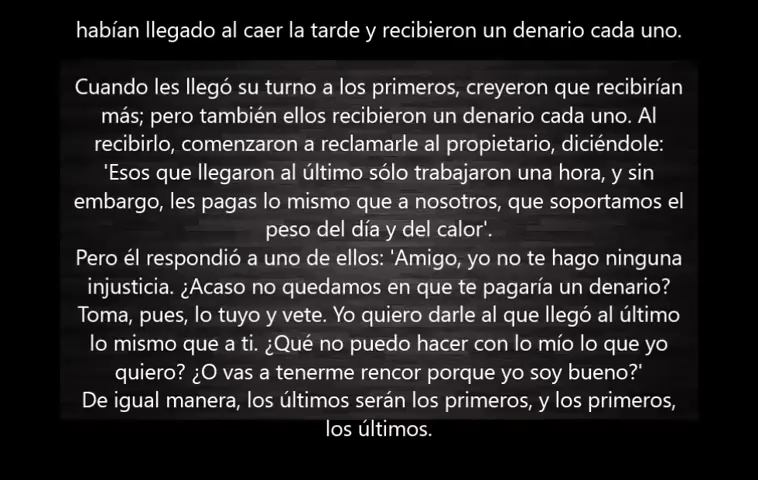 habían llegado al caer la tarde y recibieron un denario cada uno.
Cuando les llegó su turno a los primeros, creyeron que recibirían
más; pero también ellos recibieron un denario cada uno. Al
recibirlo, comenzaron a reclamarle al propietario, diciéndole:
'Esos que llegaron al último sólo trabajaron una hora, y sin
embargo, les pagas lo mismo que a nosotros, que soportamos el
peso del día y del calor'.
Pero él respondió a uno de ellos: 'Amigo, yo no te hago ninguna
injusticia. ¿Acaso no quedamos en que te pagaría un denario?
Toma, pues, lo tuyo y vete. Yo quiero darle al que llegó al último
lo mismo que a ti. ¿Qué no puedo hacer con lo mío lo que yo
quiero? ¿O vas a tenerme rencor porque yo soy bueno?'
De igual manera, los últimos serán los primeros, y los primeros,
los últimos.